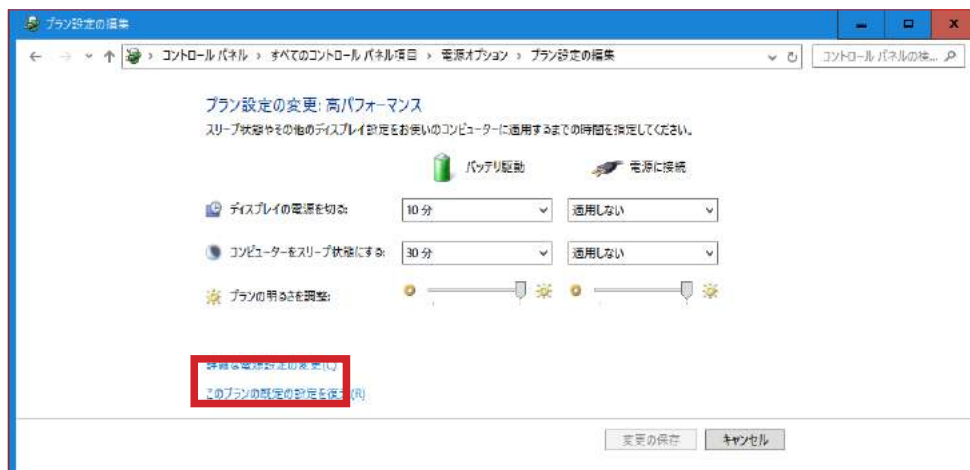 プラン設定の編集
コントロール パネル › すべてのコントロール パネル項目 › 電源オプション › プラン設定の編集
コントロール パネルの検...
プラン設定の変更: 高パフォーマンス
スリープ状態やその他のディスプレイ設定をお使いのコンピューターに適用するまでの時間を指定してください。
バッテリ駆動 電源に接続
ディスプレイの電源を切る: 10 分 適用しない
コンピューターをスリープ状態にする: 30 分 適用しない
プランの明るさを調整:
詳細な電源設定の変更(C)
このプランの既定の設定を復元(R)
変更の保存 キャンセル